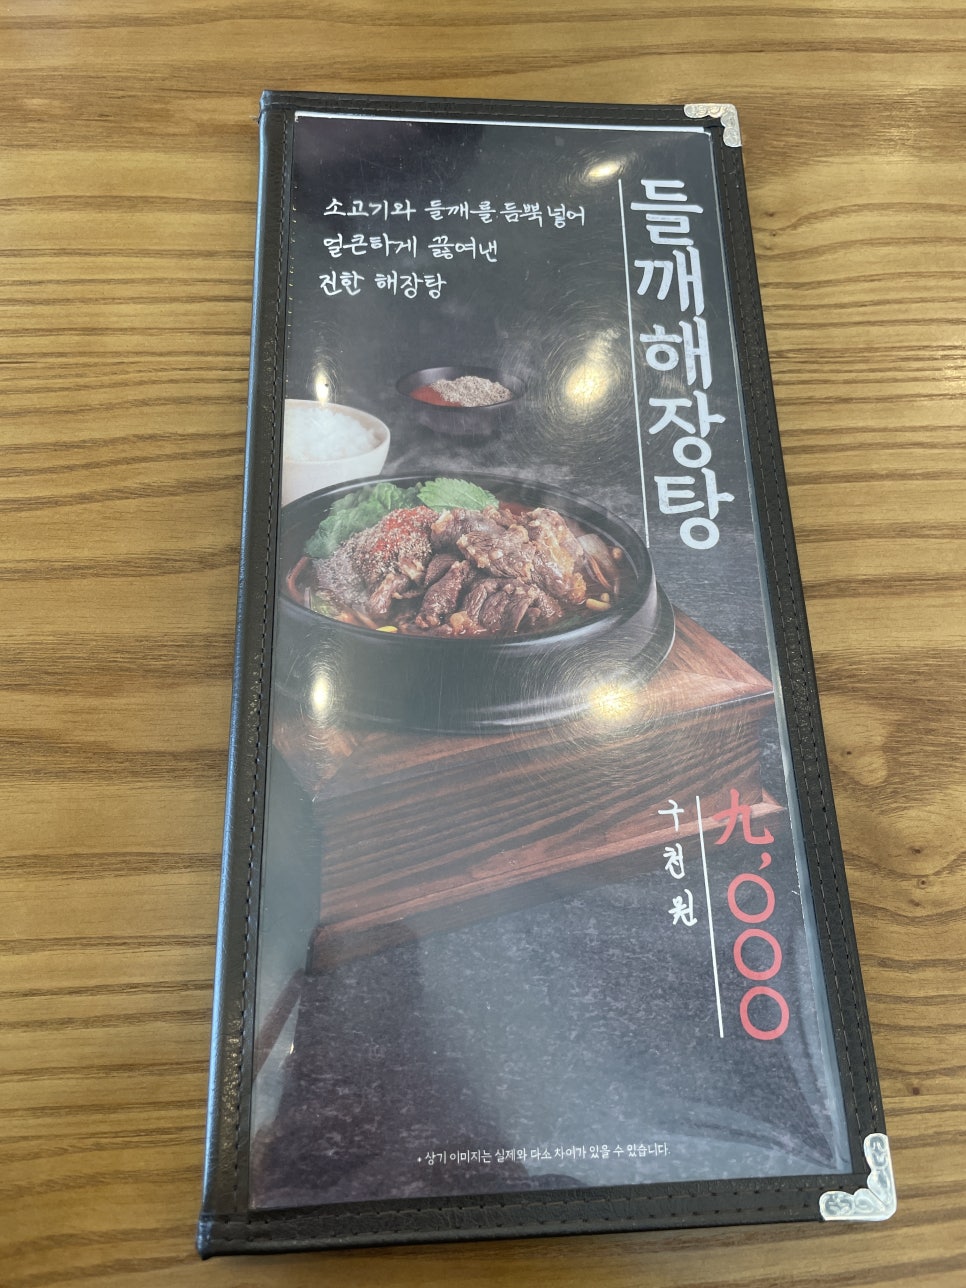 소고기와 들깨를 듬뿍 넣어
얼큰하게 끓여낸
진한 해장탕
들깨해장탕
九,000
구천원
* 상기 이미지는 실제와 다소 차이가 있을 수 있습니다.